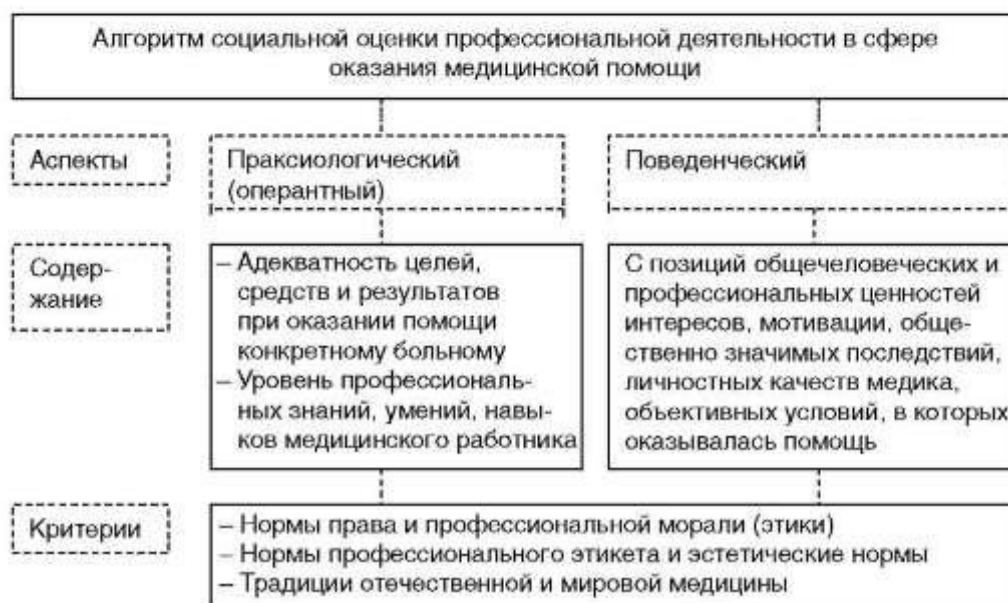 Алгоритм социальной оценки профессиональной деятельности в сфере
оказания медицинской помощи
Аспекты
Праксиологический
(оперантный)
Поведенческий
Содер-
жание
– Адекватность целей,
средств и результатов
при оказании помощи
конкретному больному
– Уровень профессиональ-
ных знаний, умений, навы-
ков медицинского работника
С позиций общечеловеческих и
профессиональных ценностей
интересов, мотивации, обще-
ственно значимых последствий,
личностных качеств медика,
объективных условий, в которых
оказывалась помощь
Критерии
– Нормы права и профессиональной морали (этики)
– Нормы профессионального этикета и эстетические нормы
– Традиции отечественной и мировой медицины